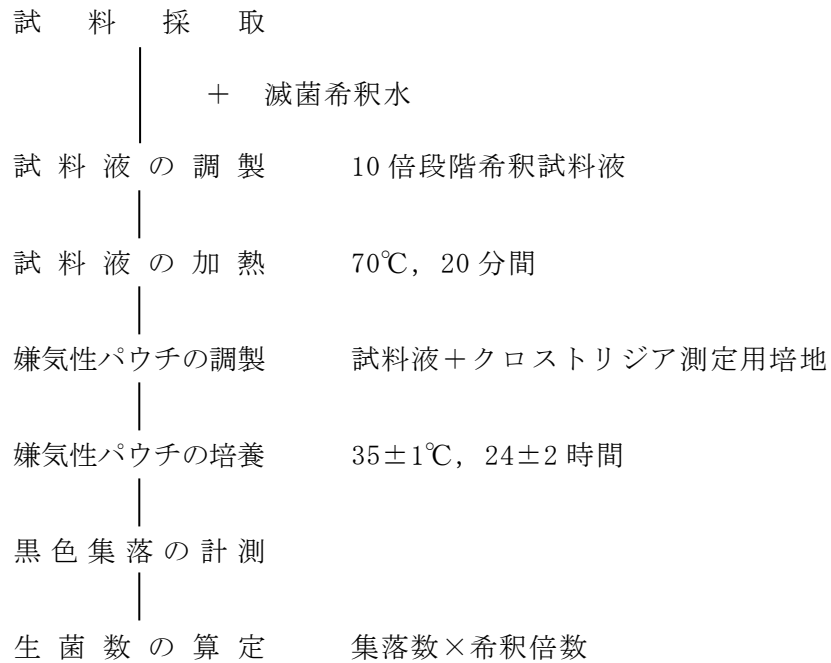 試料採取
＋ 滅菌希釈水
試料液の調製 10倍段階希釈試料液
試料液の加熱 70℃，20分間
嫌気性パウチの調製 試料液＋クロストリジア測定用培地
嫌気性パウチの培養 35±1℃，24±2時間
黒色集落の計測
生菌数の算定 集落数×希釈倍数